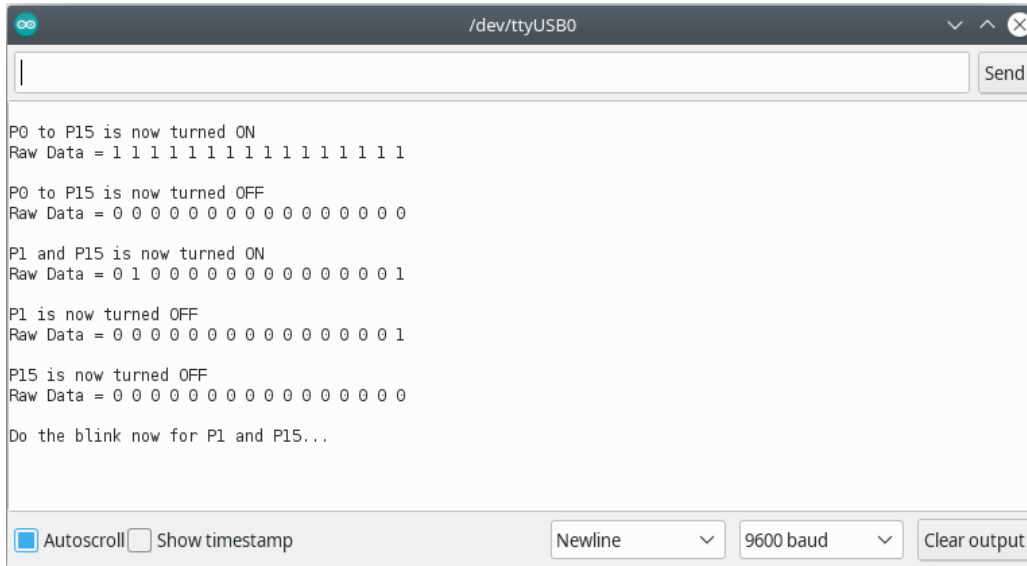 /dev/ttyUSB0
Send
P0 to P15 is now turned ON
Raw Data = 1 1 1 1 1 1 1 1 1 1 1 1 1 1 1 1
P0 to P15 is now turned OFF
Raw Data = 0 0 0 0 0 0 0 0 0 0 0 0 0 0 0 0
P1 and P15 is now turned ON
Raw Data = 0 1 0 0 0 0 0 0 0 0 0 0 0 0 0 1
P1 is now turned OFF
Raw Data = 0 0 0 0 0 0 0 0 0 0 0 0 0 0 0 1
P15 is now turned OFF
Raw Data = 0 0 0 0 0 0 0 0 0 0 0 0 0 0 0 0
Do the blink now for P1 and P15...
Autoscroll Show timestamp Newline 9600 baud Clear output